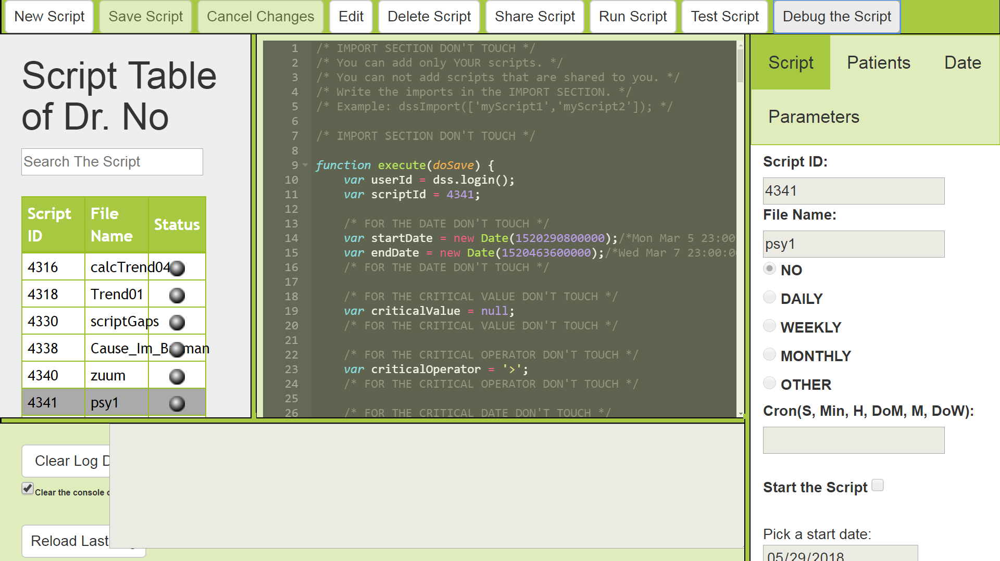 New Script Save Script Cancel Changes Edit Delete Script Share Script Run Script Test Script Debug the Script
Script Table
of Dr. No
Search The Script
Script ID File Name Status
4316 calcTrend04
4318 Trend01
4330 scriptGaps
4338 Cause_Im_B man
4340 zuum
4341 psy1
1 /* IMPORT SECTION DON'T TOUCH */
2 /* You can add only YOUR scripts. */
3 /* You can not add scripts that are shared to you. */
4 /* Write the imports in the IMPORT SECTION. */
5 /* Example: dssImport(['myScript1','myScript2']); */
6
7 /* IMPORT SECTION DON'T TOUCH */
8
9 function execute(doSave) {
10 var userId = dss.login();
11 var scriptId = 4341;
12
13 /* FOR THE DATE DON'T TOUCH */
14 var startDate = new Date(1520290800000);/*Mon Mar 5 23:00
15 var endDate = new Date(1520463600000);/*Wed Mar 7 23:00:0
16 /* FOR THE DATE DON'T TOUCH */
17
18 /* FOR THE CRITICAL VALUE DON'T TOUCH */
19 var criticalValue = null;
20 /* FOR THE CRITICAL VALUE DON'T TOUCH */
21
22 /* FOR THE CRITICAL OPERATOR DON'T TOUCH */
23 var criticalOperator = '>';
24 /* FOR THE CRITICAL OPERATOR DON'T TOUCH */
25
26 /* FOR THE CRITICAL DATE DON'T TOUCH */
Clear Log D
Clear the console
Reload Last
Script Patients Date
Parameters
Script ID:
4341
File Name:
psy1
NO
DAILY
WEEKLY
MONTHLY
OTHER
Cron(S, Min, H, DoM, M, DoW):
Start the Script
Pick a start date:
05/29/2018